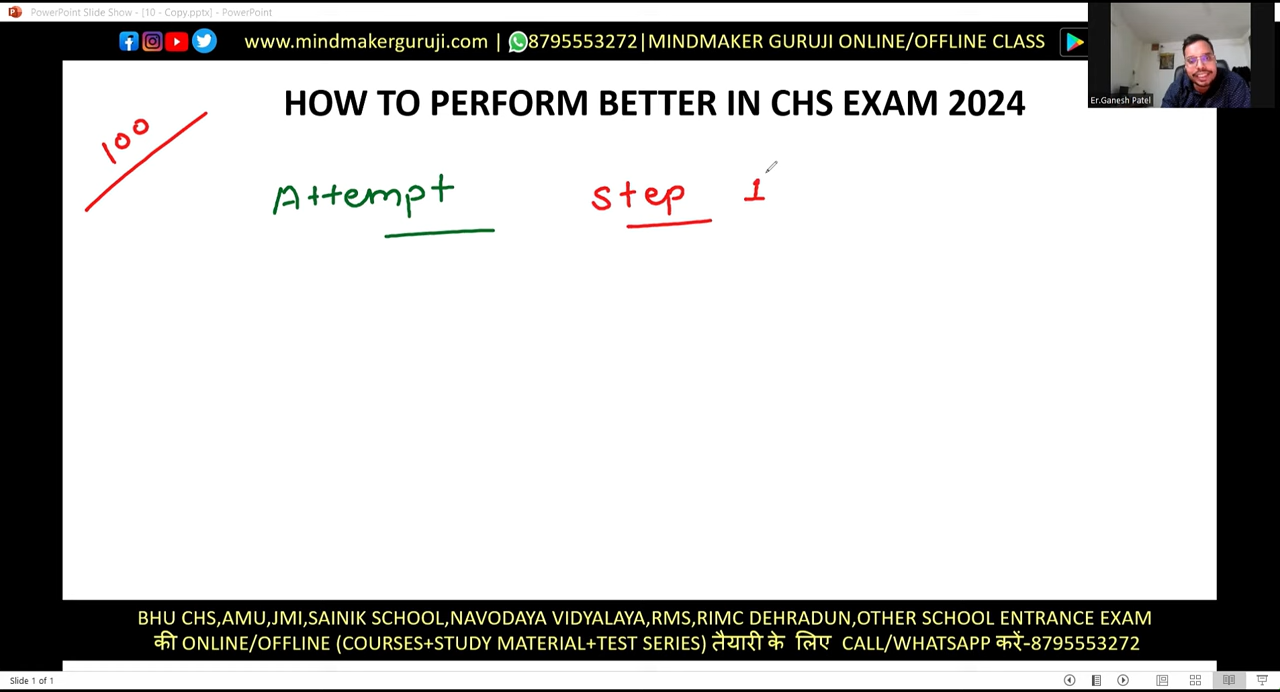 PowerPoint Slide Show - [10 - Copy.pptx] - PowerPoint
www.mindmakerguruji.com | 8795553272|MINDMAKER GURUJI ONLINE/OFFLINE CLASS
Er.Ganesh Patel
HOW TO PERFORM BETTER IN CHS EXAM 2024
100
Attempt Step 1
BHU CHS,AMU,JMI,SAINIK SCHOOL,NAVODAYA VIDYALAYA,RMS,RIMC DEHRADUN,OTHER SCHOOL ENTRANCE EXAM
की ONLINE/OFFLINE (COURSES+STUDY MATERIAL+TEST SERIES) तैयारी के लिए CALL/WHATSAPP करें-8795553272
Slide 1 of 1